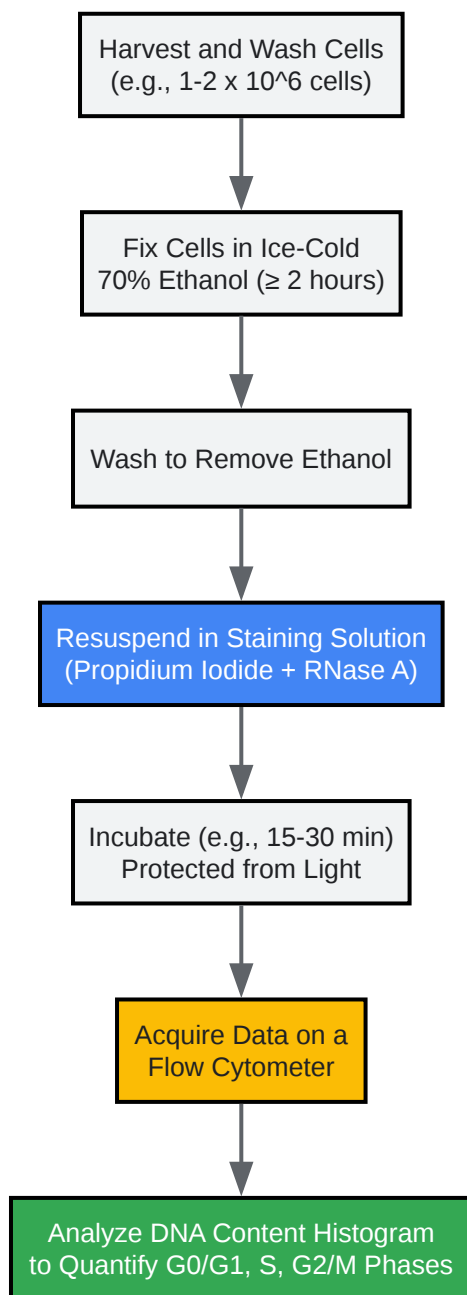 Harvest and Wash Cells
(e.g., 1-2 x 10^6 cells)
Fix Cells in Ice-Cold
70% Ethanol (≥ 2 hours)
Wash to Remove Ethanol
Resuspend in Staining Solution
(Propidium Iodide + RNase A)
Incubate (e.g., 15-30 min)
Protected from Light
Acquire Data on a
Flow Cytometer
Analyze DNA Content Histogram
to Quantify G0/G1, S, G2/M Phases